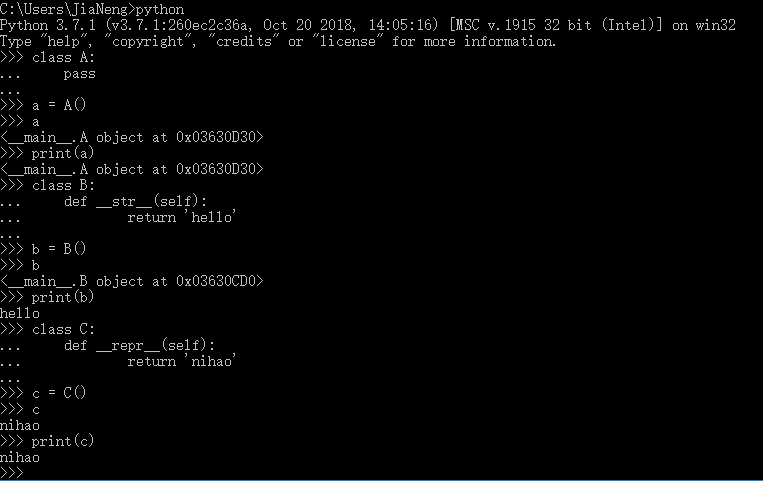 C:\Users\JiaNeng>python
Python 3.7.1 (v3.7.1:260ec2c36a, Oct 20 2018, 14:05:16) [MSC v.1915 32 bit (Intel)] on win32
Type "help", "copyright", "credits" or "license" for more information.
>>> class A:
...     pass
...
>>> a = A()
>>> a
<__main__.A object at 0x03630D30>
>>> print(a)
<__main__.A object at 0x03630D30>
>>> class B:
...     def __str__(self):
...             return 'hello'
...
>>> b = B()
>>> b
<__main__.B object at 0x03630CD0>
>>> print(b)
hello
>>> class C:
...     def __repr__(self):
...             return 'nihao'
...
>>> c = C()
>>> c
nihao
>>> print(c)
nihao
>>>